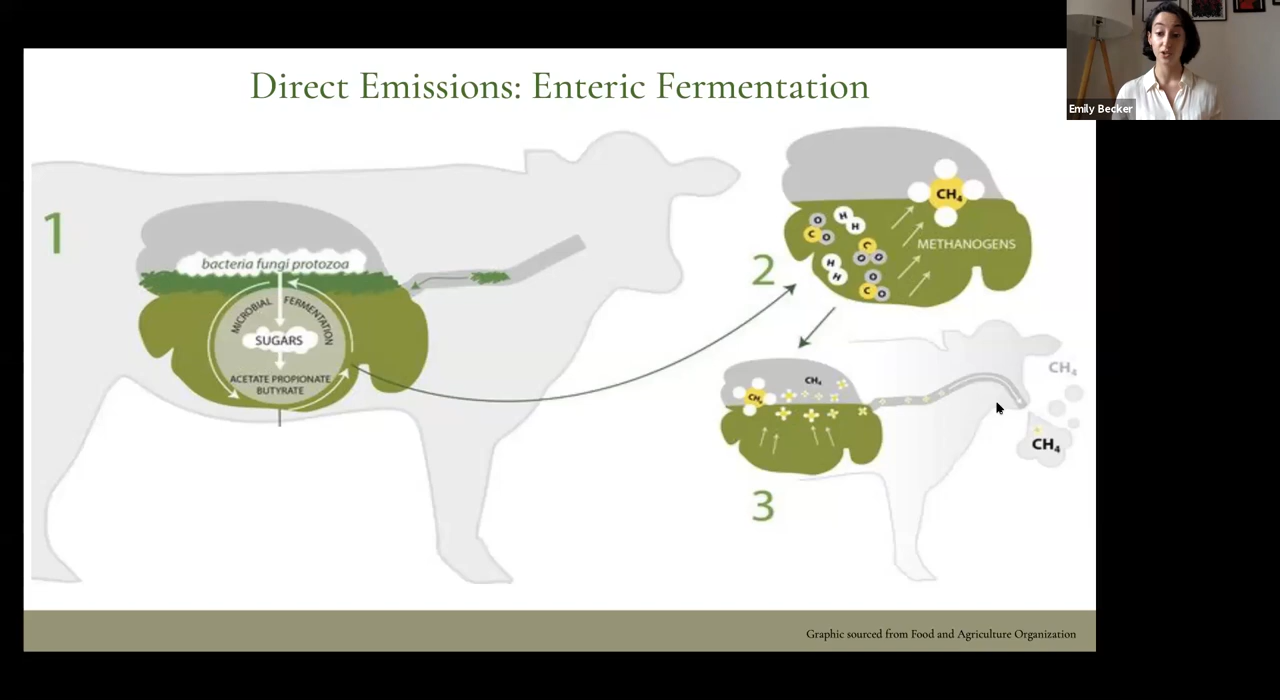 Direct Emissions: Enteric Fermentation
Emily Becker
1
bacteria fungi protozoa
MICROBIAL FERMENTATION
SUGARS
ACETATE PROPIONATE
BUTYRATE
2
CH₄
METHANOGENS
O
C
O
H
H
H
H
C
O
O
O
C
O
3
CH₄
CH₄
CH₄
CH₄
Graphic sourced from Food and Agriculture Organization